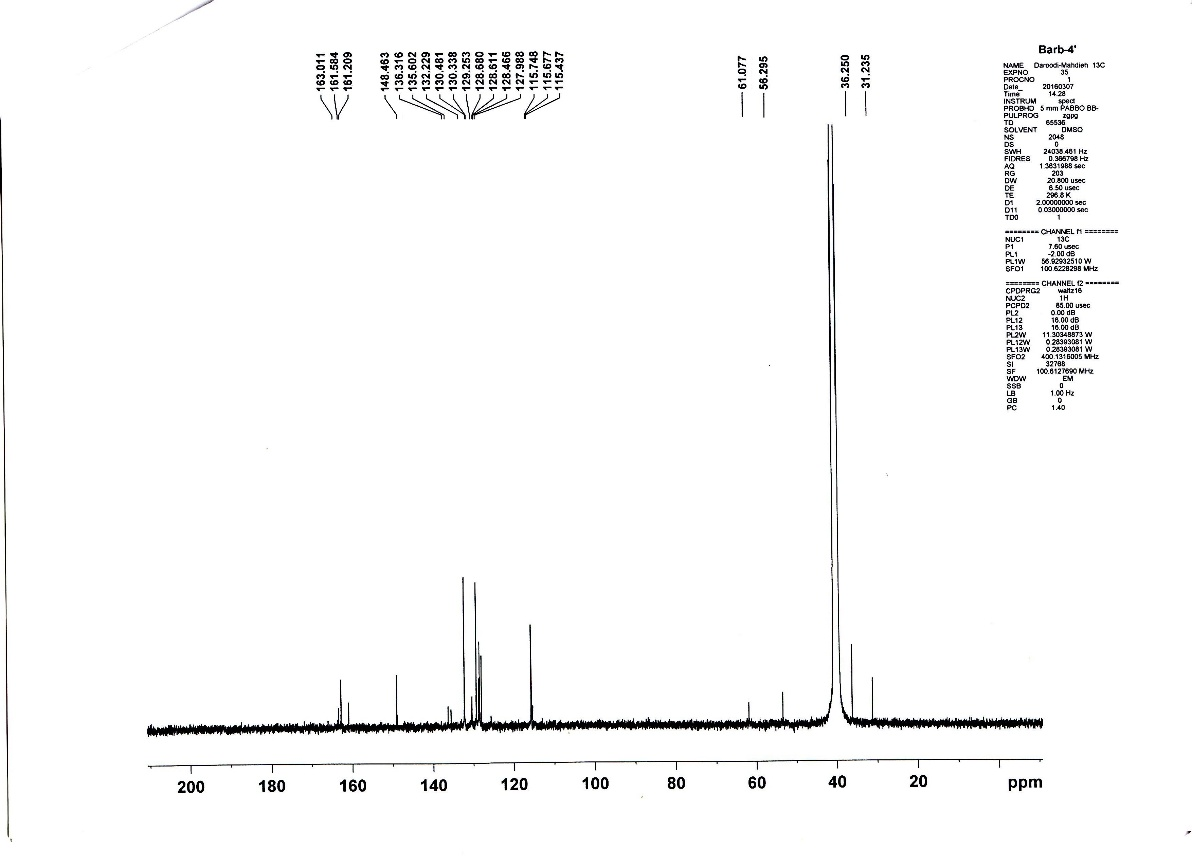 163.011
161.584
161.209
148.463
136.316
135.602
132.229
130.481
130.338
129.253
128.680
128.611
128.466
127.988
115.748
115.677
115.437
61.077
56.295
36.250
31.235
Barb-4'
NAME Daroodi-Mahdieh 13C
EXPNO 35
PROCNO 1
Date_ 20160307
Time 14.28
INSTRUM spect
PROBHD 5 mm PABBO BB-
PULPROG zgpg
TD 65536
SOLVENT DMSO
NS 2048
DS 0
SWH 24038.461 Hz
FIDRES 0.366798 Hz
AQ 1.3631988 sec
RG 203
DW 20.800 usec
DE 6.50 usec
TE 296.8 K
D1 2.00000000 sec
D11 0.03000000 sec
TD0 1
======== CHANNEL f1 ========
NUC1 13C
P1 7.60 usec
PL1 -2.00 dB
PL1W 56.92932510 W
SFO1 100.6228298 MHz
======== CHANNEL f2 ========
CPDPRG2 waltz16
NUC2 1H
PCPD2 85.00 usec
PL2 0.00 dB
PL12 16.00 dB
PL13 16.00 dB
PL2W 11.30348873 W
PL12W 0.28393081 W
PL13W 0.28393081 W
SFO2 400.1316005 MHz
SI 32768
SF 100.6127690 MHz
WDW EM
SSB 0
LB 1.00 Hz
GB 0
PC 1.40
200 180 160 140 120 100 80 60 40 20 ppm